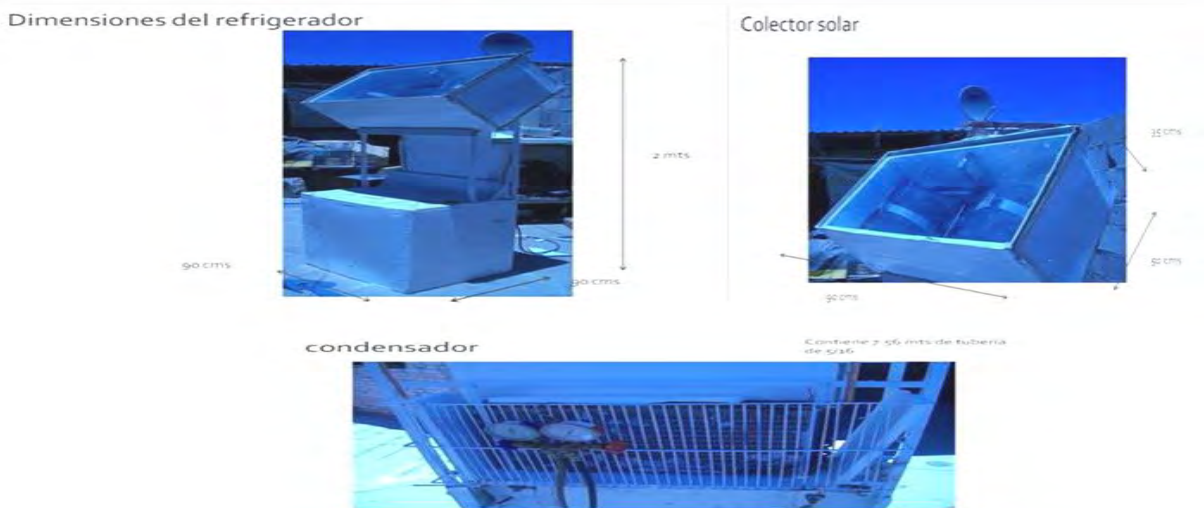 Dimensiones del refrigerador
2 mts
90 cms
90 cms
Colector solar
35 cms
50 cms
90 cms
condensador
Contiene 7.56 mts de tubería
de 5/16